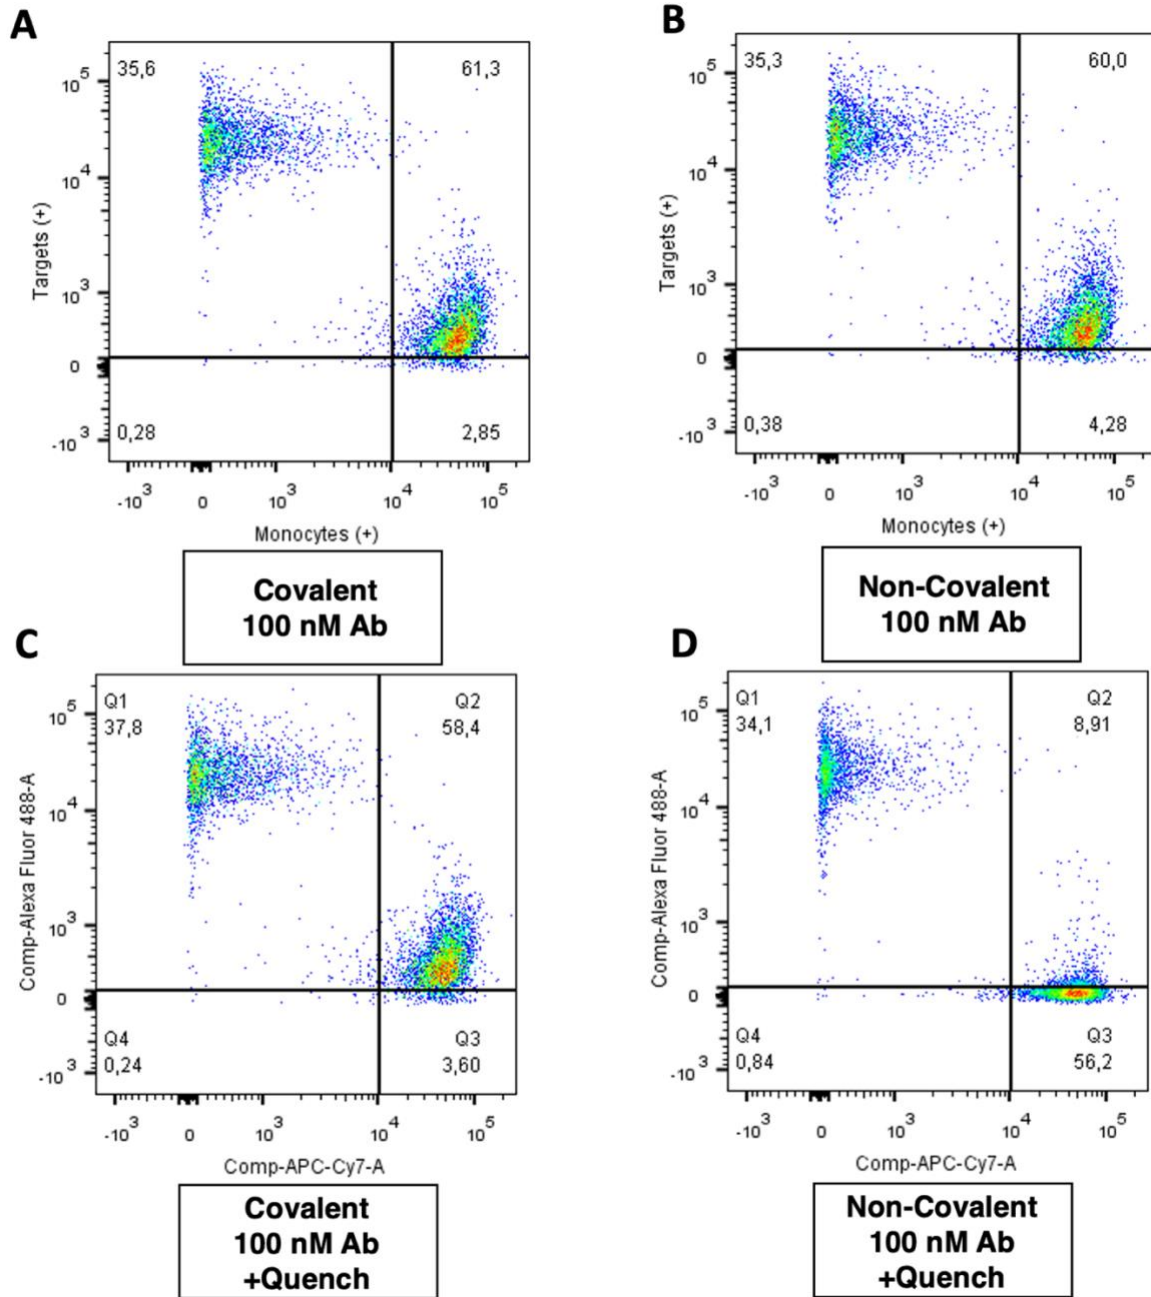 A
35,6
61,3
10 5
10 4
10 3
0
-10 3
Targets (+)
0,28
2,85
-10 3
0
10 3
10 4
10 5
Monocytes (+)
Covalent
100 nM Ab
B
35,3
60,0
10 5
10 4
10 3
0
-10 3
Targets (+)
0,38
4,28
-10 3
0
10 3
10 4
10 5
Monocytes (+)
Non-Covalent
100 nM Ab
C
Q1
37,8
Q2
58,4
10 5
10 4
10 3
0
-10 3
Comp-Alexa Fluor 488-A
Q4
0,24
Q3
3,60
-10 3
0
10 3
10 4
10 5
Comp-APC-Cy7-A
Covalent
100 nM Ab
+Quench
D
Q1
34,1
Q2
8,91
10 5
10 4
10 3
0
-10 3
Comp-Alexa Fluor 488-A
Q4
0,84
Q3
56,2
-10 3
0
10 3
10 4
10 5
Comp-APC-Cy7-A
Non-Covalent
100 nM Ab
+Quench